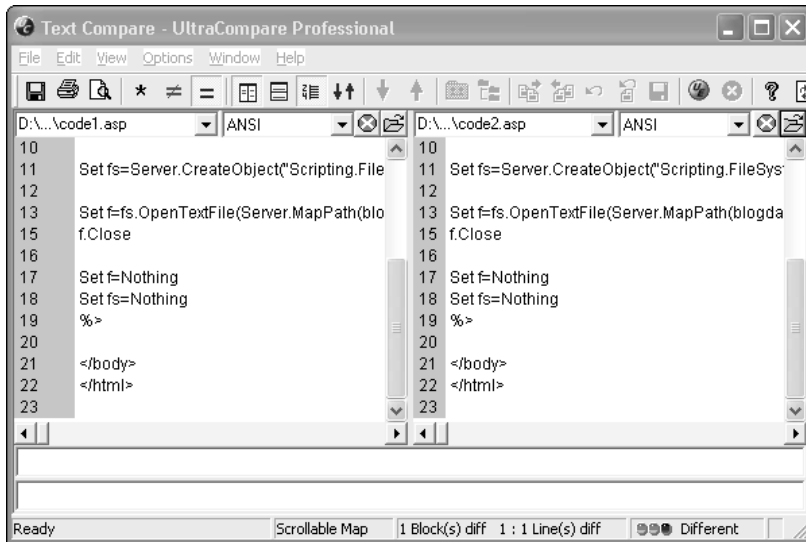 Text Compare - UltraCompare Professional
File Edit View Options Window Help
D:\...\code1.asp ANSI D:\...\code2.asp ANSI
10
11 Set fs=Server.CreateObject("Scripting.File
12
13 Set f=fs.OpenTextFile(Server.MapPath(blo
15 f.Close
16
17 Set f=Nothing
18 Set fs=Nothing
19 %>
20
21 </body>
22 </html>
23
10
11 Set fs=Server.CreateObject("Scripting.FileSys
12
13 Set f=fs.OpenTextFile(Server.MapPath(blogda
15 f.Close
16
17 Set f=Nothing
18 Set fs=Nothing
19 %>
20
21 </body>
22 </html>
23
Ready Scrollable Map 1 Block(s) diff 1 : 1 Line(s) diff Different